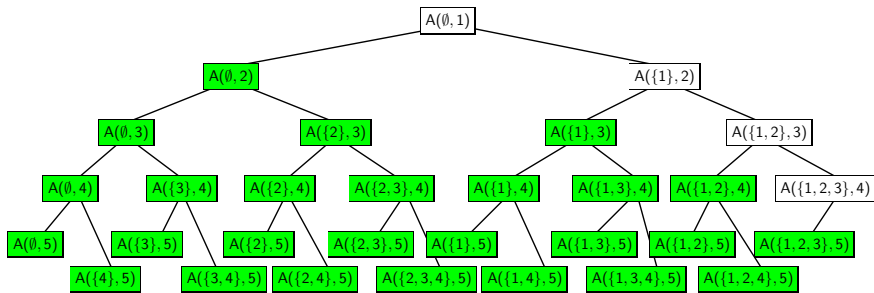 A(∅, 1)
A(∅, 2) A({1}, 2)
A(∅, 3) A({2}, 3) A({1}, 3) A({1, 2}, 3)
A(∅, 4) A({3}, 4) A({2}, 4) A({2, 3}, 4) A({1}, 4) A({1, 3}, 4) A({1, 2}, 4) A({1, 2, 3}, 4)
A(∅, 5) A({3}, 5) A({2}, 5) A({2, 3}, 5) A({1}, 5) A({1, 3}, 5) A({1, 2}, 5) A({1, 2, 3}, 5)
A({4}, 5) A({3, 4}, 5) A({2, 4}, 5) A({2, 3, 4}, 5) A({1, 4}, 5) A({1, 3, 4}, 5) A({1, 2, 4}, 5)